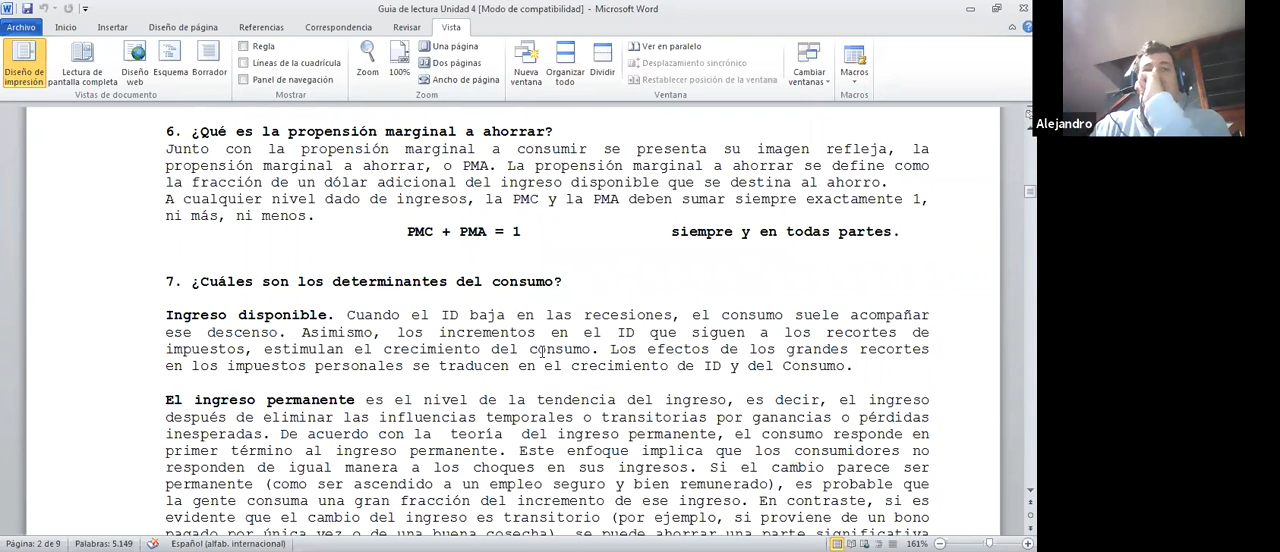 Guia de lectura Unidad 4 [Modo de compatibilidad] - Microsoft Word
Archivo Inicio Insertar Diseño de página Referencias Correspondencia Revisar Vista
Diseño de impresión
Lectura de pantalla completa
Diseño web
Esquema
Borrador
Vistas de documento
Regla
Líneas de la cuadrícula
Panel de navegación
Mostrar
Zoom
100%
Una página
Dos páginas
Ancho de página
Zoom
Nueva ventana
Organizar todo
Dividir
Ver en paralelo
Desplazamiento sincrónico
Restablecer posición de la ventana
Ventana
Cambiar ventanas
Macros
Macros
Alejandro
6. ¿Qué es la propensión marginal a ahorrar?
Junto con la propensión marginal a consumir se presenta su imagen refleja, la
propensión marginal a ahorrar, o PMA. La propensión marginal a ahorrar se define como
la fracción de un dólar adicional del ingreso disponible que se destina al ahorro.
A cualquier nivel dado de ingresos, la PMC y la PMA deben sumar siempre exactamente 1,
ni más, ni menos.
PMC + PMA = 1 siempre y en todas partes.
7. ¿Cuáles son los determantes del consumo?
Ingreso disponible. Cuando el ID baja en las recesiones, el consumo suele acompañar
ese descenso. Asimismo, los incrementos en el ID que siguen a los recortes de
impuestos, estimulan el crecimiento del consumo. Los efectos de los grandes recortes
en los impuestos personales se traducen en el crecimiento de ID y del Consumo.
El ingreso permanente es el nivel de la tendencia del ingreso, es decir, el ingreso
después de eliminar las influencias temporales o transitorias por ganancias o pérdidas
inesperadas. De acuerdo con la teoría del ingreso permanente, el consumo responde en
primer término al ingreso permanente. Este enfoque implica que los consumidores no
responden de igual manera a los choques en sus ingresos. Si el cambio parece ser
permanente (como ser ascendido a un empleo seguro y bien remunerado), es probable que
la gente consuma una gran fracción del incremento de ese ingreso. En contraste, si es
evidente que el cambio del ingreso es transitorio (por ejemplo, si proviene de un bono
pagado por única vez o de una buena cosecha), se puede ahorrar una parte significativa
Página: 2 de 9 Palabras: 5.149 Español (alfab. internacional) 161%